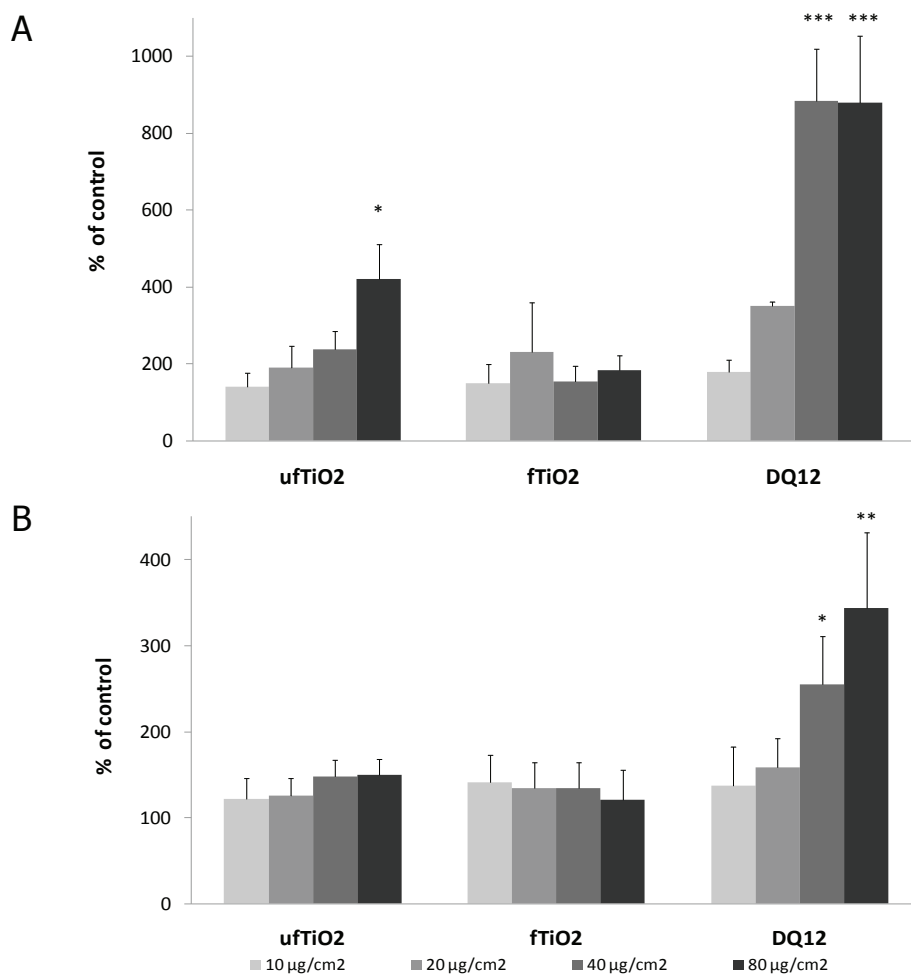 A
1000
800
600
400
200
0
% of control
*
***
***
ufTiO2
fTiO2
DQ12
B
400
300
200
100
0
% of control
*
**
ufTiO2
fTiO2
DQ12
10 µg/cm2
20 µg/cm2
40 µg/cm2
80 µg/cm2